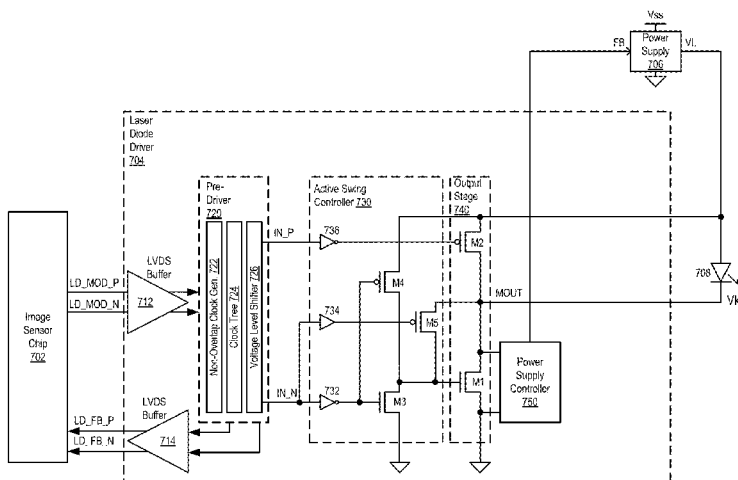 Vss
FB
Power
Supply
706
VL
Laser
Diode
Driver
704
Pre-
Driver
720
Active Swing
Controller 730
Output
Stage
740
IN_P
736
M2
708
Image
Sensor
Chip
702
LD_MOD_P
LD_MOD_N
LVDS
Buffer
712
Non-Overlap Clock Gen 722
Clock Tree 724
Voltage Level Shifter 726
M4
734
M5
MOUT
IN_N
732
M3
M1
Power
Supply
Controller
750
LD_FB_P
LD_FB_N
LVDS
Buffer
714